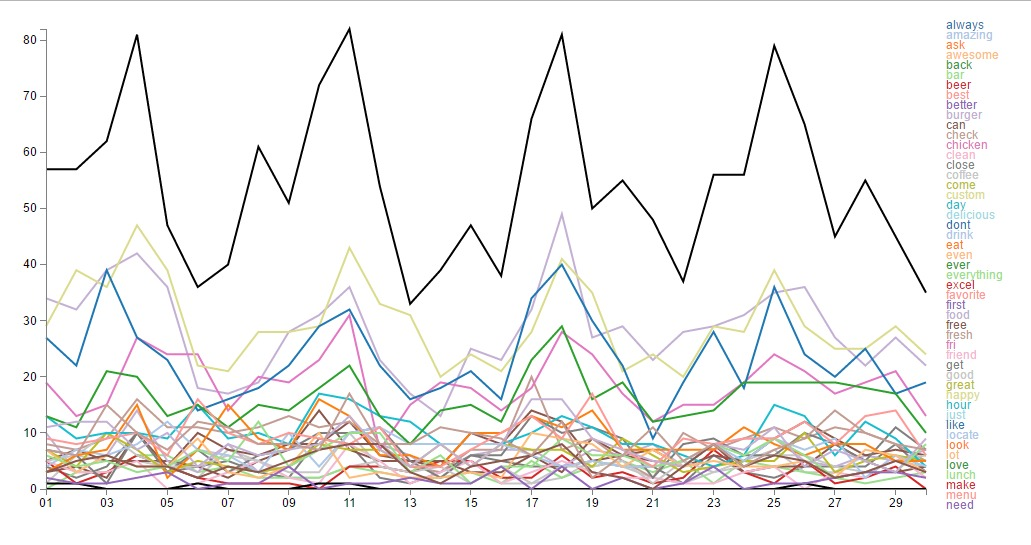 80
70
60
50
40
30
20
10
0
01 03 05 07 09 11 13 15 17 19 21 23 25 27 29
always
amazing
ask
awesome
back
bar
beer
best
better
burger
can
check
chicken
clean
close
coffee
come
custom
day
delicious
dont
drink
eat
even
ever
everything
excel
favorite
first
food
free
fresh
fri
friend
get
good
great
happy
hour
just
like
locate
look
lot
love
lunch
make
menu
need